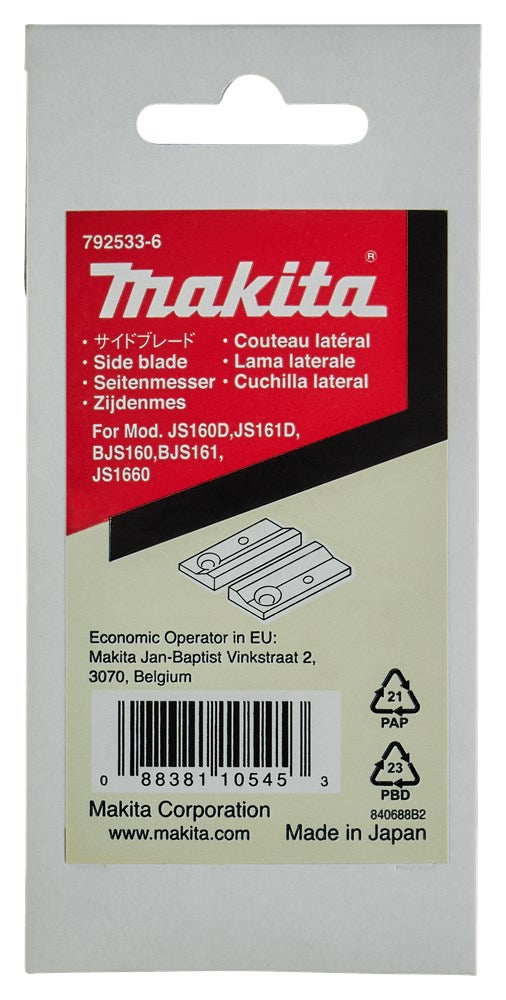 792533-6
makita®
・サイドブレード ・Couteau latéral
・Side blade ・Lama laterale
・Seitenmesser ・Cuchilla lateral
・Zijdenmes
For Mod. JS160D,JS161D,
BJS160,BJS161,
JS1660
Economic Operator in EU:
Makita Jan-Baptist Vinkstraat 2,
3070, Belgium
21
PAP
23
PBD
0 88381 10545 3
840688B2
Makita Corporation
www.makita.com Made in Japan